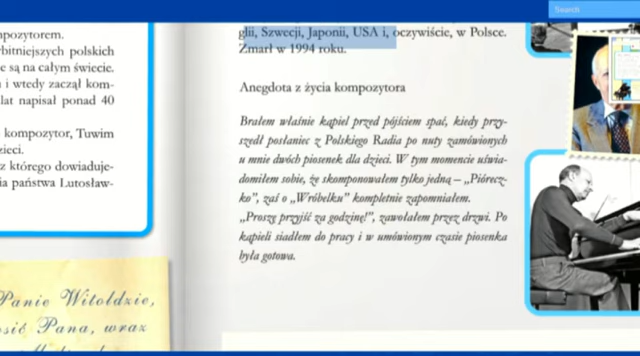 Search
mpozytorem.
bitniejszych polskich
e są na całym świecie.
i wtedy zaczął kom-
lat napisał ponad 40
kompozytor, Tuwim
zieci.
z którego dowiaduje-
ia państwa Lutosław-
Panie Witoldzie,
osić Pana, wraz
glii, Szwecji, Japonii, USA i, oczywiście, w Polsce.
Zmarł w 1994 roku.
Anegdota z życia kompozytora
Brałem właśnie kąpiel przed pójściem spać, kiedy przy-
szedł posłaniec z Polskiego Radia po nuty zamówionych
u mnie dwóch piosenek dla dzieci. W tym momencie uświa-
domiłem sobie, że skomponowałem tylko jedną – „Piórecz-
ko”, zaś o „Wróbelku” kompletnie zapomniałem.
„Proszę przyjść za godzinę!”, zawołałem przez drzwi. Po
kąpieli siadłem do pracy i w umówionym czasie piosenka
była gotowa.